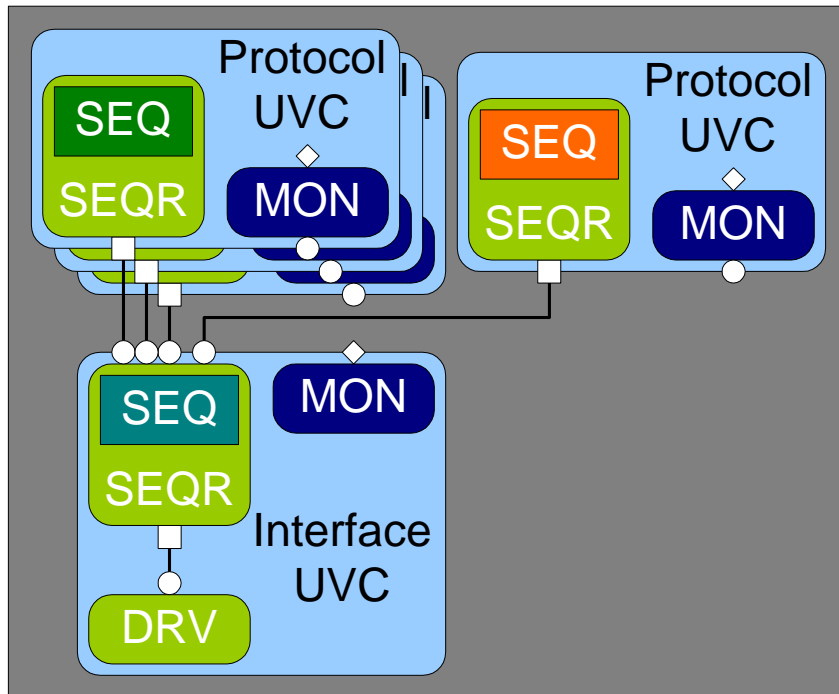 Protocol
UVC
SEQ
SEQR
MON
l
l
Protocol
UVC
SEQ
SEQR
MON
SEQ
SEQR
MON
Interface
UVC
DRV